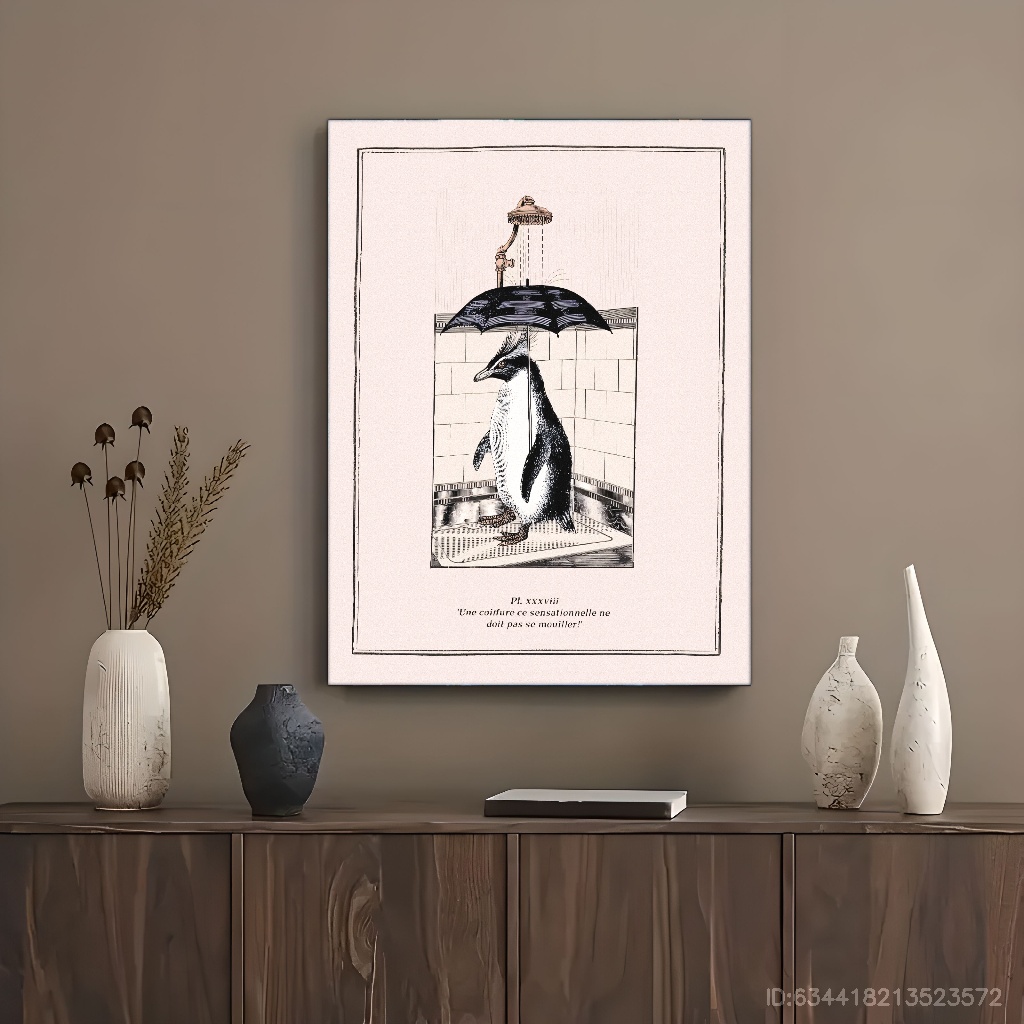 PL. xxxviii
'Une coiffure ce sensationnelle ne
doit pas se mouiller!'
ID:634418213523572